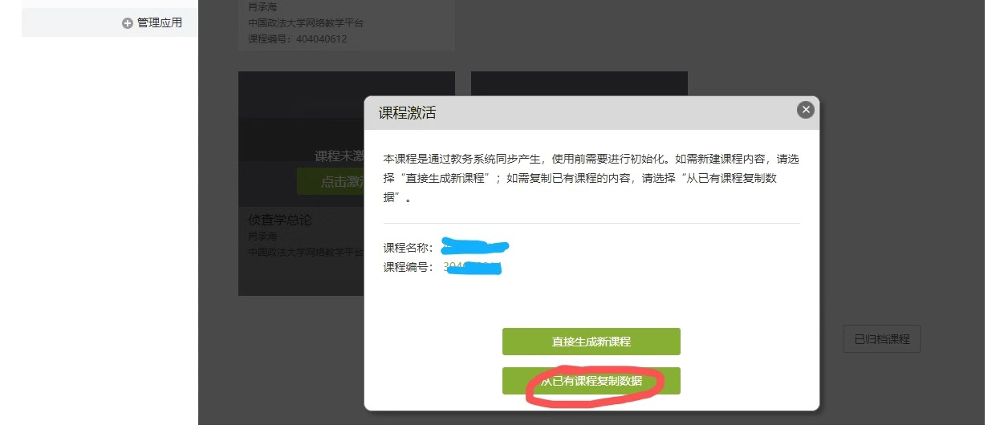 管理应用
肖承海
中国政法大学网络教学平台
课程编号：404040612
课程激活
本课程是通过教务系统同步产生，使用前需要进行初始化。如需新建课程内容，请选
择“直接生成新课程”；如需复制已有课程的内容，请选择“从已有课程复制数
据”。
课程未激
点击激
侦查学总论
肖承海
中国政法大学网络教学平台
课程名称：
课程编号：
直接生成新课程
已归档课程
从已有课程复制数据